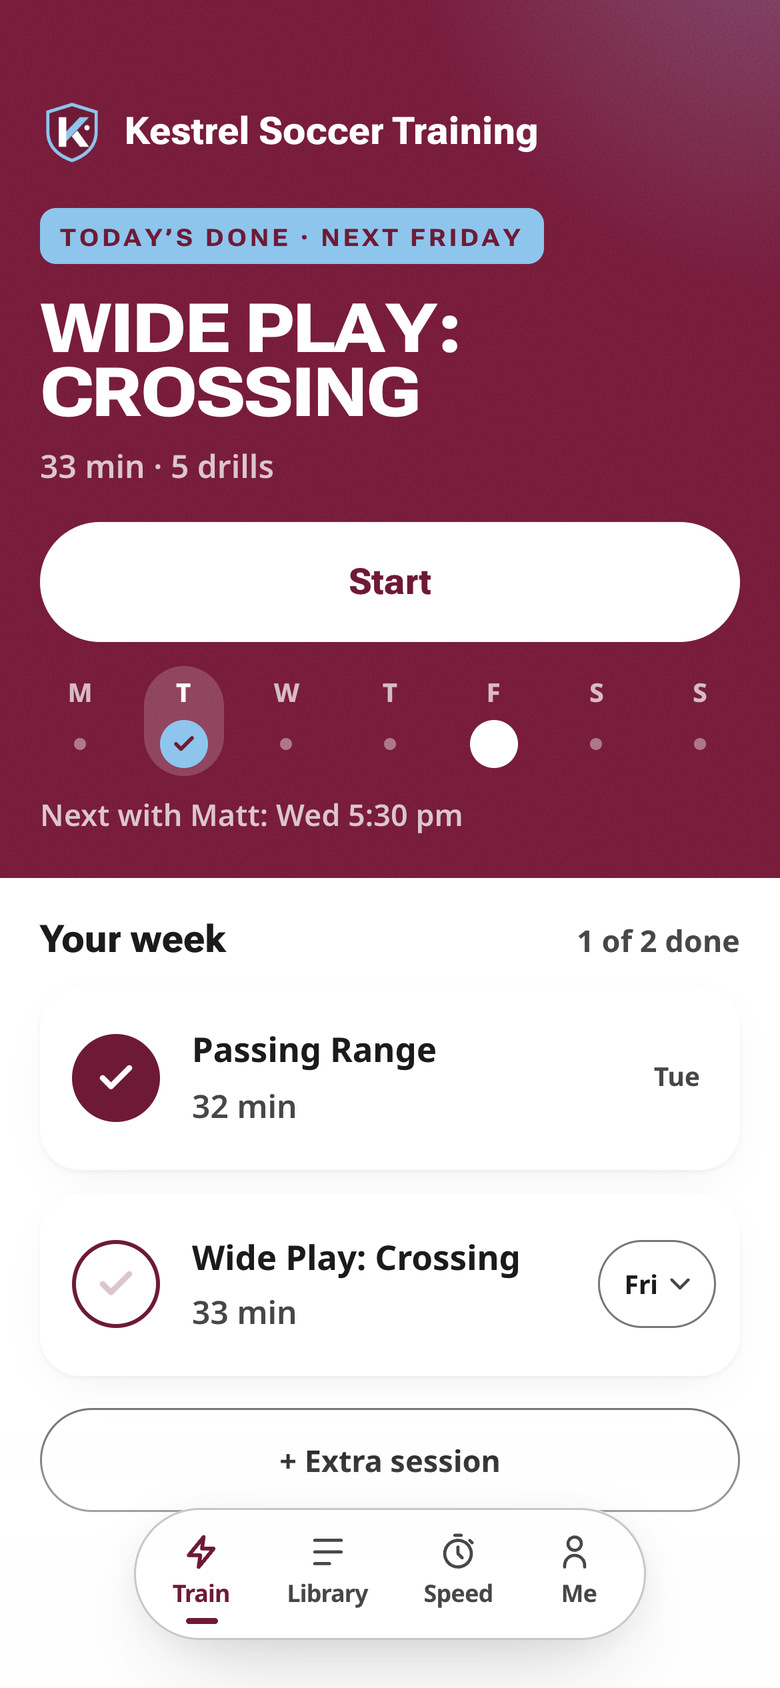 K
Kestrel Soccer Training
TODAY’S DONE · NEXT FRIDAY
WIDE PLAY:
CROSSING
33 min · 5 drills
Start
M T W T F S S
Next with Matt: Wed 5:30 pm
Your week 1 of 2 done
Passing Range
32 min
Tue
Wide Play: Crossing
33 min
Fri
+ Extra session
Train Library Speed Me